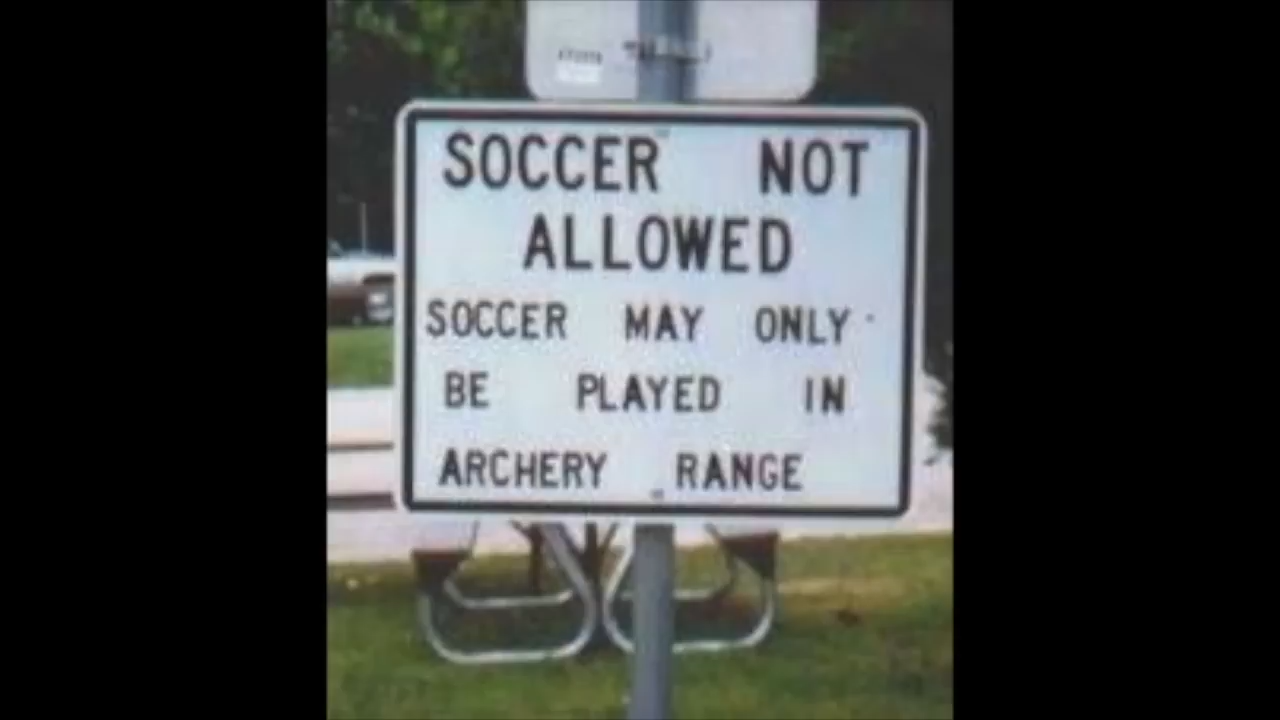 SOCCER NOT
ALLOWED
SOCCER MAY ONLY
BE PLAYED IN
ARCHERY RANGE